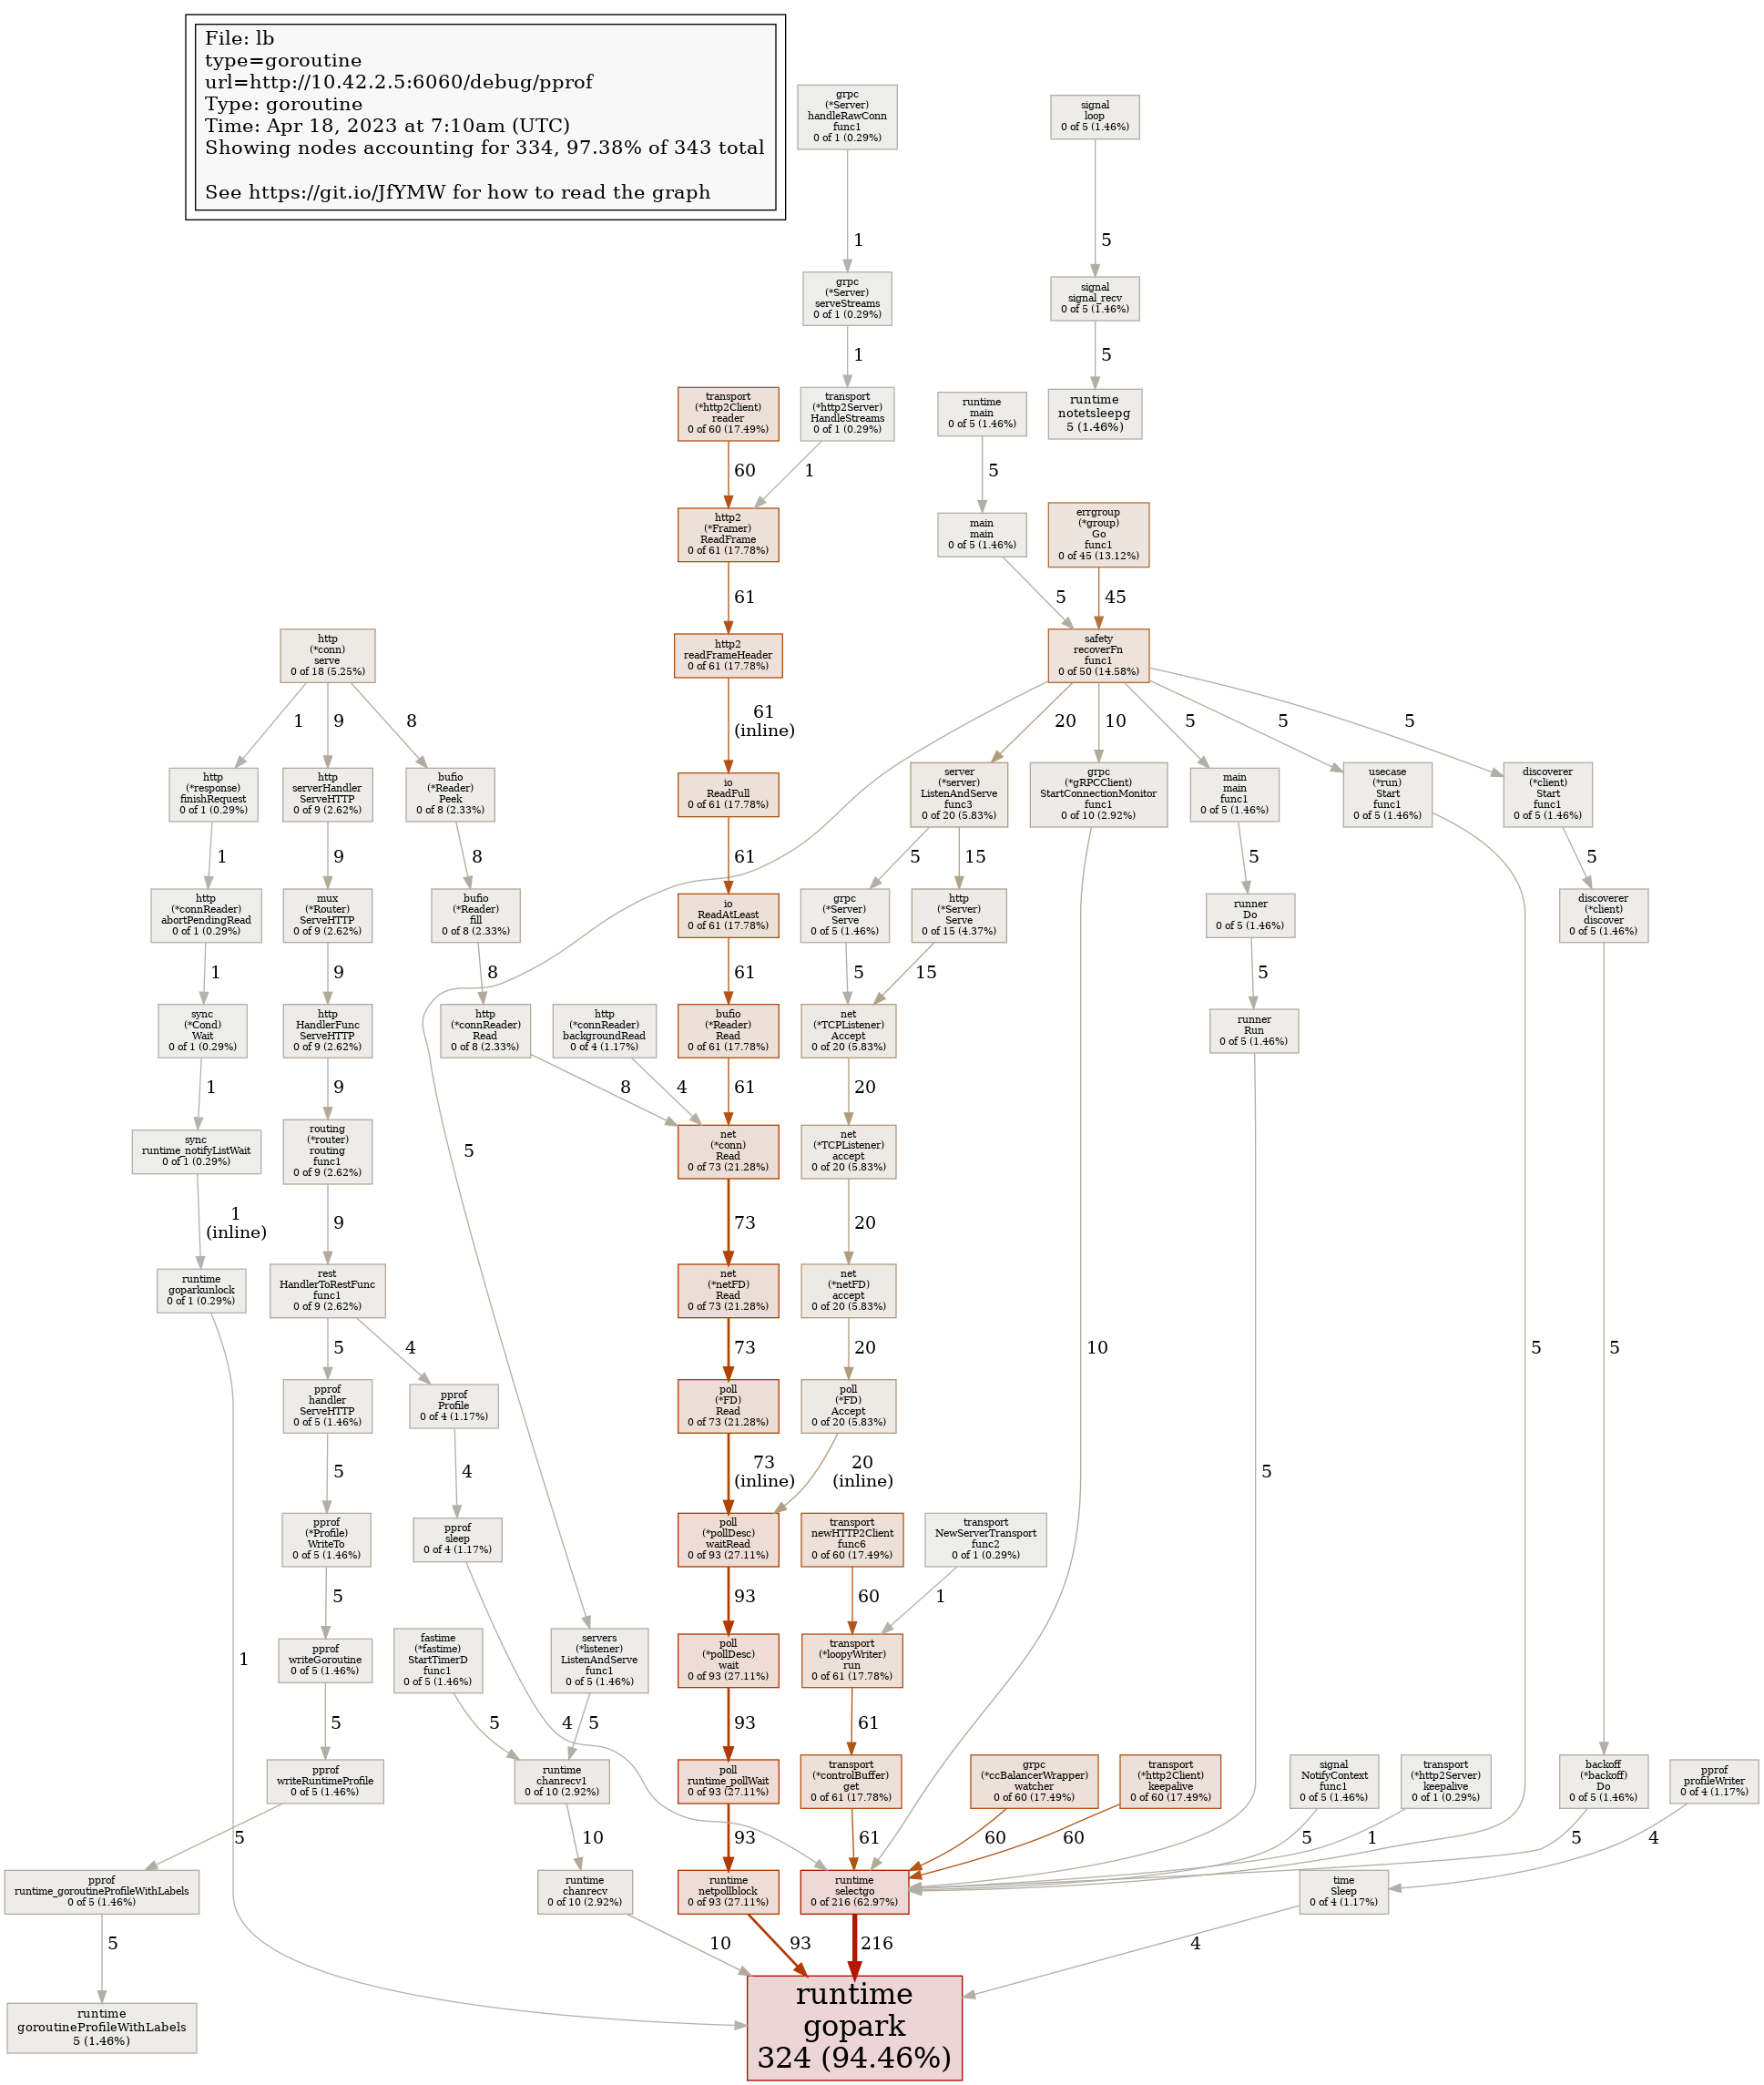 File: lb
type=goroutine
url=http://10.42.2.5:6060/debug/pprof
Type: goroutine
Time: Apr 18, 2023 at 7:10am (UTC)
Showing nodes accounting for 334, 97.38% of 343 total
See https://git.io/JfYMW for how to read the graph
grpc
(*Server)
handleRawConn
func1
0 of 1 (0.29%)
signal
loop
0 of 5 (1.46%)
1
5
grpc
(*Server)
serveStreams
0 of 1 (0.29%)
signal
signal_recv
0 of 5 (1.46%)
1
5
transport
(*http2Client)
reader
0 of 60 (17.49%)
transport
(*http2Server)
HandleStreams
0 of 1 (0.29%)
runtime
main
0 of 5 (1.46%)
runtime
notetsleepg
5 (1.46%)
60
1
5
http2
(*Framer)
ReadFrame
0 of 61 (17.78%)
main
main
0 of 5 (1.46%)
errgroup
(*group)
Go
func1
0 of 45 (13.12%)
61
5
45
http
(*conn)
serve
0 of 18 (5.25%)
http2
readFrameHeader
0 of 61 (17.78%)
safety
recoverFn
func1
0 of 50 (14.58%)
1
9
8
61
(inline)
20
10
5
5
5
http
(*response)
finishRequest
0 of 1 (0.29%)
http
serverHandler
ServeHTTP
0 of 9 (2.62%)
bufio
(*Reader)
Peek
0 of 8 (2.33%)
io
ReadFull
0 of 61 (17.78%)
server
(*server)
ListenAndServe
func3
0 of 20 (5.83%)
grpc
(*gRPCClient)
StartConnectionMonitor
func1
0 of 10 (2.92%)
main
main
func1
0 of 5 (1.46%)
usecase
(*run)
Start
func1
0 of 5 (1.46%)
discoverer
(*client)
Start
func1
0 of 5 (1.46%)
1
9
8
61
5
15
5
5
http
(*connReader)
abortPendingRead
0 of 1 (0.29%)
mux
(*Router)
ServeHTTP
0 of 9 (2.62%)
bufio
(*Reader)
fill
0 of 8 (2.33%)
io
ReadAtLeast
0 of 61 (17.78%)
grpc
(*Server)
Serve
0 of 5 (1.46%)
http
(*Server)
Serve
0 of 15 (4.37%)
runner
Do
0 of 5 (1.46%)
discoverer
(*client)
discover
0 of 5 (1.46%)
1
9
8
61
5
15
5
sync
(*Cond)
Wait
0 of 1 (0.29%)
http
HandlerFunc
ServeHTTP
0 of 9 (2.62%)
http
(*connReader)
Read
0 of 8 (2.33%)
http
(*connReader)
backgroundRead
0 of 4 (1.17%)
bufio
(*Reader)
Read
0 of 61 (17.78%)
net
(*TCPListener)
Accept
0 of 20 (5.83%)
runner
Run
0 of 5 (1.46%)
1
9
8
4
61
20
sync
runtime_notifyListWait
0 of 1 (0.29%)
routing
(*router)
routing
func1
0 of 9 (2.62%)
5
net
(*conn)
Read
0 of 73 (21.28%)
net
(*TCPListener)
accept
0 of 20 (5.83%)
1
(inline)
9
73
20
runtime
goparkunlock
0 of 1 (0.29%)
rest
HandlerToRestFunc
func1
0 of 9 (2.62%)
net
(*netFD)
Read
0 of 73 (21.28%)
net
(*netFD)
accept
0 of 20 (5.83%)
5
4
73
20
10
5
5
pprof
handler
ServeHTTP
0 of 5 (1.46%)
pprof
Profile
0 of 4 (1.17%)
poll
(*FD)
Read
0 of 73 (21.28%)
poll
(*FD)
Accept
0 of 20 (5.83%)
5
4
73
(inline)
20
(inline)
5
pprof
(*Profile)
WriteTo
0 of 5 (1.46%)
pprof
sleep
0 of 4 (1.17%)
poll
(*pollDesc)
waitRead
0 of 93 (27.11%)
transport
newHTTP2Client
func6
0 of 60 (17.49%)
transport
NewServerTransport
func2
0 of 1 (0.29%)
5
93
60
1
pprof
writeGoroutine
0 of 5 (1.46%)
fastime
(*fastime)
StartTimerD
func1
0 of 5 (1.46%)
servers
(*listener)
ListenAndServe
func1
0 of 5 (1.46%)
poll
(*pollDesc)
wait
0 of 93 (27.11%)
transport
(*loopyWriter)
run
0 of 61 (17.78%)
1
5
5
4
5
93
61
pprof
writeRuntimeProfile
0 of 5 (1.46%)
runtime
chanrecv1
0 of 10 (2.92%)
poll
runtime_pollWait
0 of 93 (27.11%)
transport
(*controlBuffer)
get
0 of 61 (17.78%)
grpc
(*ccBalancerWrapper)
watcher
0 of 60 (17.49%)
transport
(*http2Client)
keepalive
0 of 60 (17.49%)
signal
NotifyContext
func1
0 of 5 (1.46%)
transport
(*http2Server)
keepalive
0 of 1 (0.29%)
backoff
(*backoff)
Do
0 of 5 (1.46%)
pprof
profileWriter
0 of 4 (1.17%)
5
10
93
61
60
60
5
1
5
4
pprof
runtime_goroutineProfileWithLabels
0 of 5 (1.46%)
runtime
chanrecv
0 of 10 (2.92%)
runtime
netpollblock
0 of 93 (27.11%)
runtime
selectgo
0 of 216 (62.97%)
time
Sleep
0 of 4 (1.17%)
5
10
93
216
4
runtime
goroutineProfileWithLabels
5 (1.46%)
runtime
gopark
324 (94.46%)